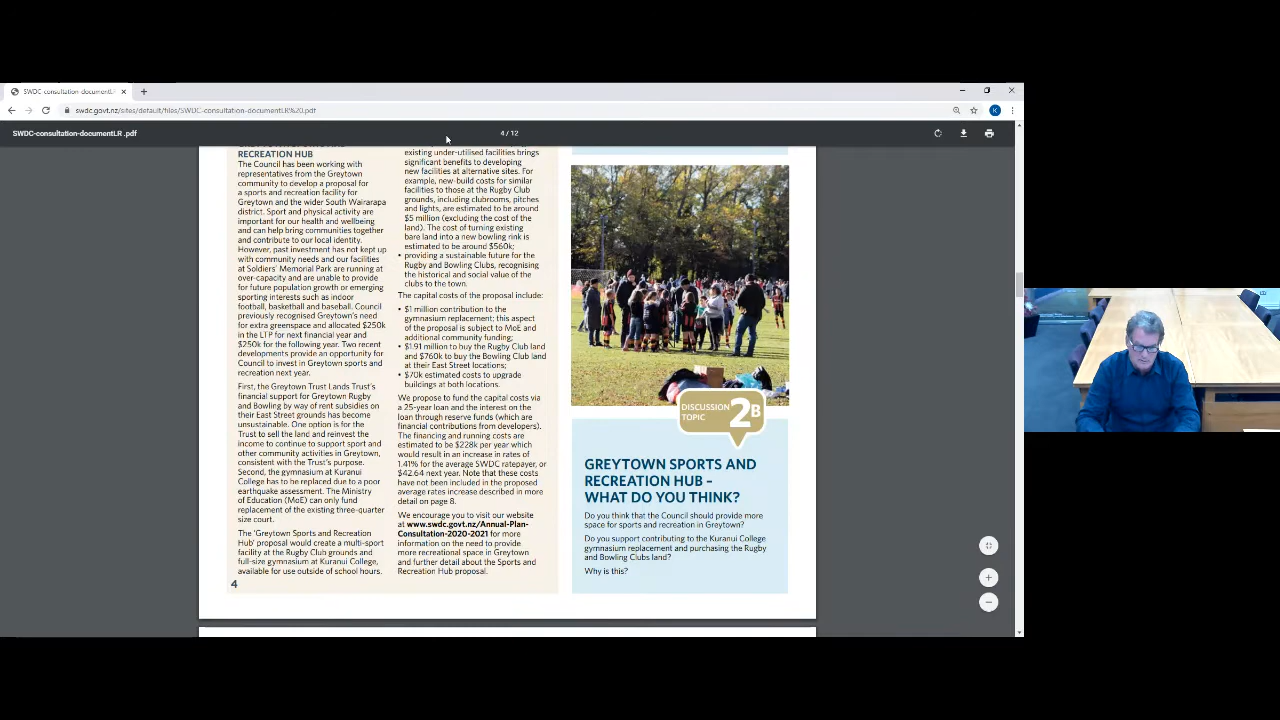 SWDC-consultation-documentL
swdc.govt.nz/sites/default/files/SWDC-consultation-documentLR%20.pdf
K
SWDC-consultation-documentLR .pdf
4 / 12
RECREATION HUB
The Council has been working with
representatives from the Greytown
community to develop a proposal for
a sports and recreation facility for
Greytown and the wider South Wairarapa
district. Sport and physical activity are
important for our health and wellbeing
and can help bring communities together
and contribute to our local identity.
However, past investment has not kept up
with community needs and our facilities
at Soldiers' Memorial Park are running at
over-capacity and are unable to provide
for future population growth or emerging
sporting interests such as indoor
football, basketball and baseball. Council
previously recognised Greytown's need
for extra greenspace and allocated $250k
in the LTP for next financial year and
$250k for the following year. Two recent
developments provide an opportunity for
Council to invest in Greytown sports and
recreation next year.
First, the Greytown Trust Lands Trust's
financial support for Greytown Rugby
and Bowling by way of rent subsidies on
their East Street grounds has become
unsustainable. One option is for the
Trust to sell the land and reinvest the
income to continue to support sport and
other community activities in Greytown,
consistent with the Trust's purpose.
Second, the gymnasium at Kuranui
College has to be replaced due to a poor
earthquake assessment. The Ministry
of Education (MoE) can only fund
replacement of the existing three-quarter
size court.
The 'Greytown Sports and Recreation
Hub' proposal would create a multi-sport
facility at the Rugby Club grounds and
full-size gymnasium at Kuranui College,
available for use outside of school hours.
4
existing under-utilised facilities brings
significant benefits to developing
new facilities at alternative sites. For
example, new-build costs for similar
facilities to those at the Rugby Club
grounds, including clubrooms, pitches
and lights, are estimated to be around
$5 million (excluding the cost of the
land). The cost of turning existing
bare land into a new bowling rink is
estimated to be around $560k;
• providing a sustainable future for the
Rugby and Bowling Clubs, recognising
the historical and social value of the
clubs to the town.
The capital costs of the proposal include:
• $1 million contribution to the
gymnasium replacement: this aspect
of the proposal is subject to MoE and
additional community funding;
• $1.91 million to buy the Rugby Club land
and $760k to buy the Bowling Club land
at their East Street locations;
• $70k estimated costs to upgrade
buildings at both locations.
We propose to fund the capital costs via
a 25-year loan and the interest on the
loan through reserve funds (which are
financial contributions from developers).
The financing and running costs are
estimated to be $228k per year which
would result in an increase in rates of
1.41% for the average SWDC ratepayer, or
$42.64 next year. Note that these costs
have not been included in the proposed
average rates increase described in more
detail on page 8.
We encourage you to visit our website
at www.swdc.govt.nz/Annual-Plan-
Consultation-2020-2021 for more
information on the need to provide
more recreational space in Greytown
and further detail about the Sports and
Recreation Hub proposal.
DISCUSSION
TOPIC
2B
GREYTOWN SPORTS AND
RECREATION HUB –
WHAT DO YOU THINK?
Do you think that the Council should provide more
space for sports and recreation in Greytown?
Do you support contributing to the Kuranui College
gymnasium replacement and purchasing the Rugby
and Bowling Clubs land?
Why is this?